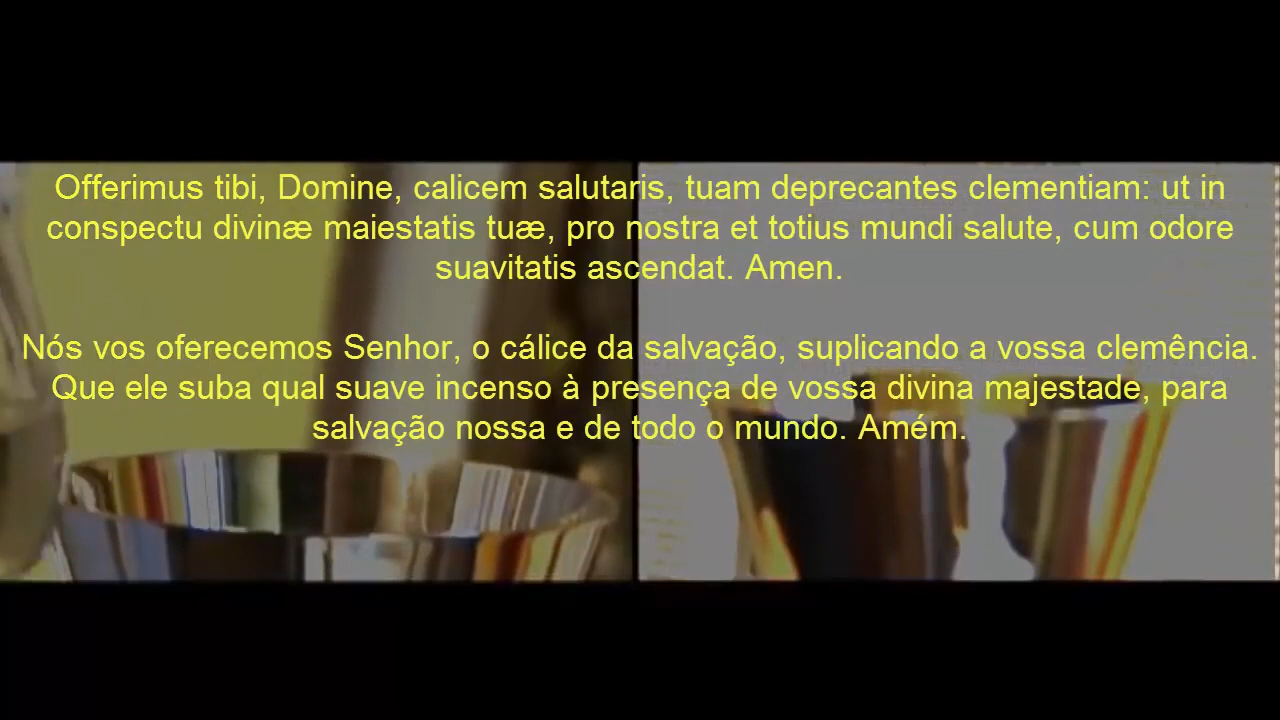 Offerimus tibi, Domine, calicem salutaris, tuam deprecantes clementiam: ut in
conspectu divinæ maiestatis tuæ, pro nostra et totius mundi salute, cum odore
suavitatis ascendat. Amen.
Nós vos oferecemos Senhor, o cálice da salvação, suplicando a vossa clemência.
Que ele suba qual suave incenso à presença de vossa divina majestade, para
salvação nossa e de todo o mundo. Amém.